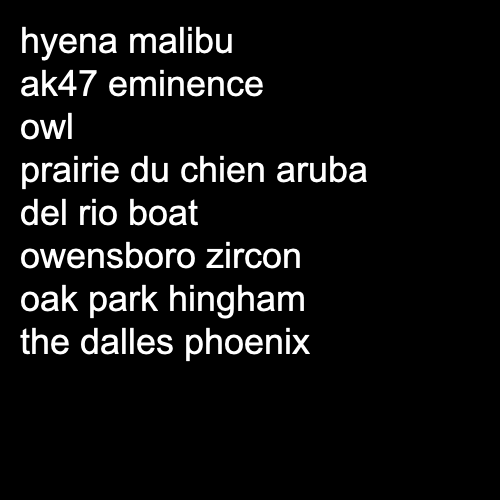 hyena malibu
ak47 eminence
owl
prairie du chien aruba
del rio boat
owensboro zircon
oak park hingham
the dalles phoenix